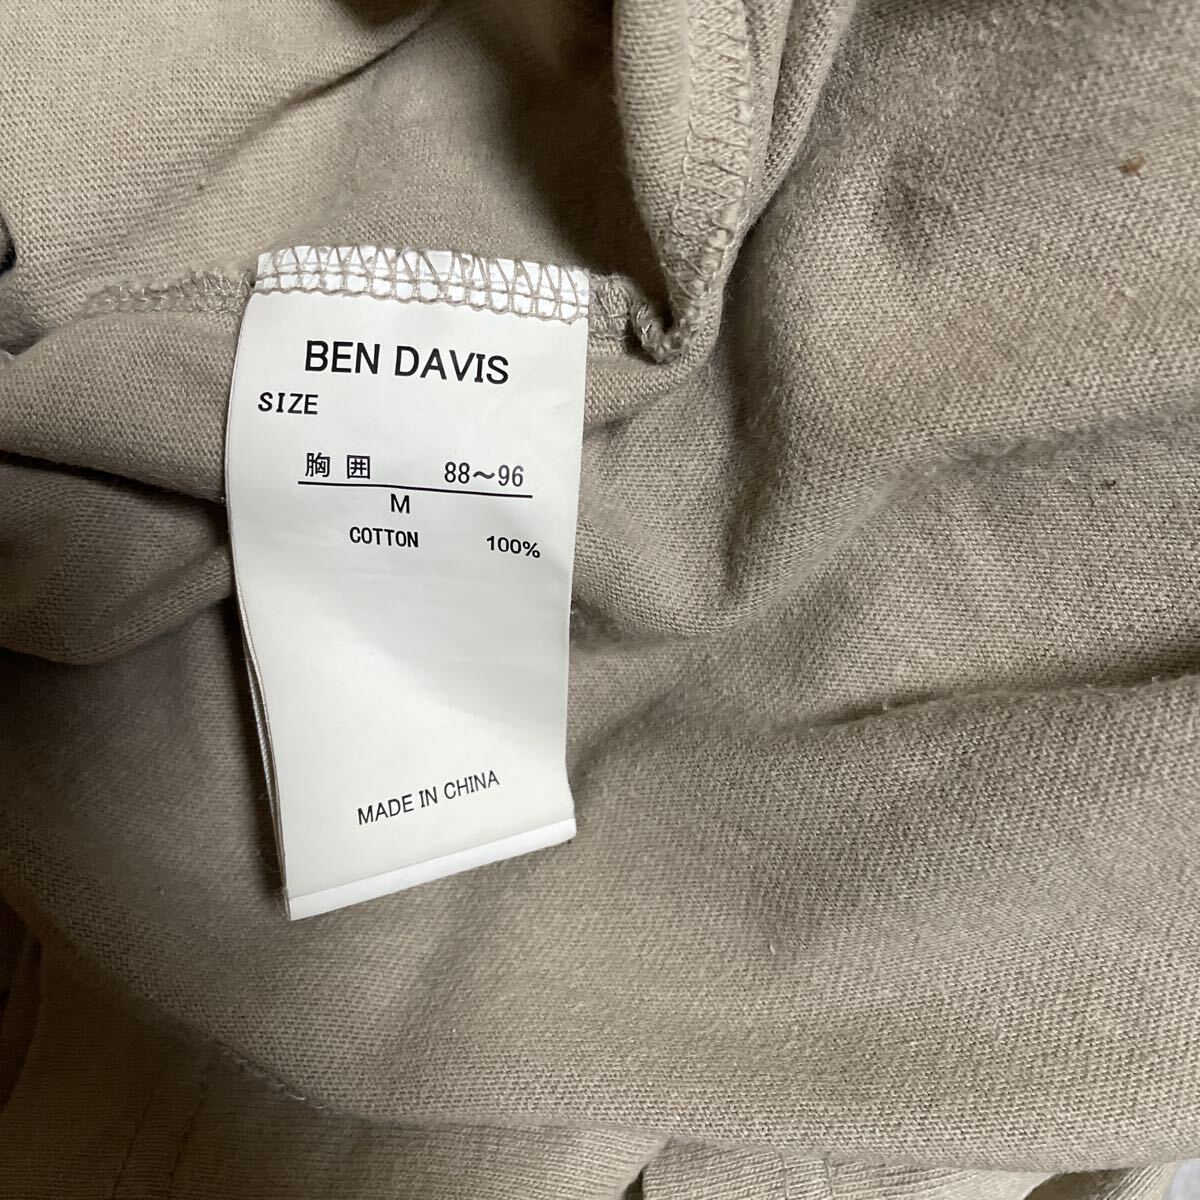 BEN DAVIS
SIZE
胸囲 88〜96
M
COTTON 100%
MADE IN CHINA